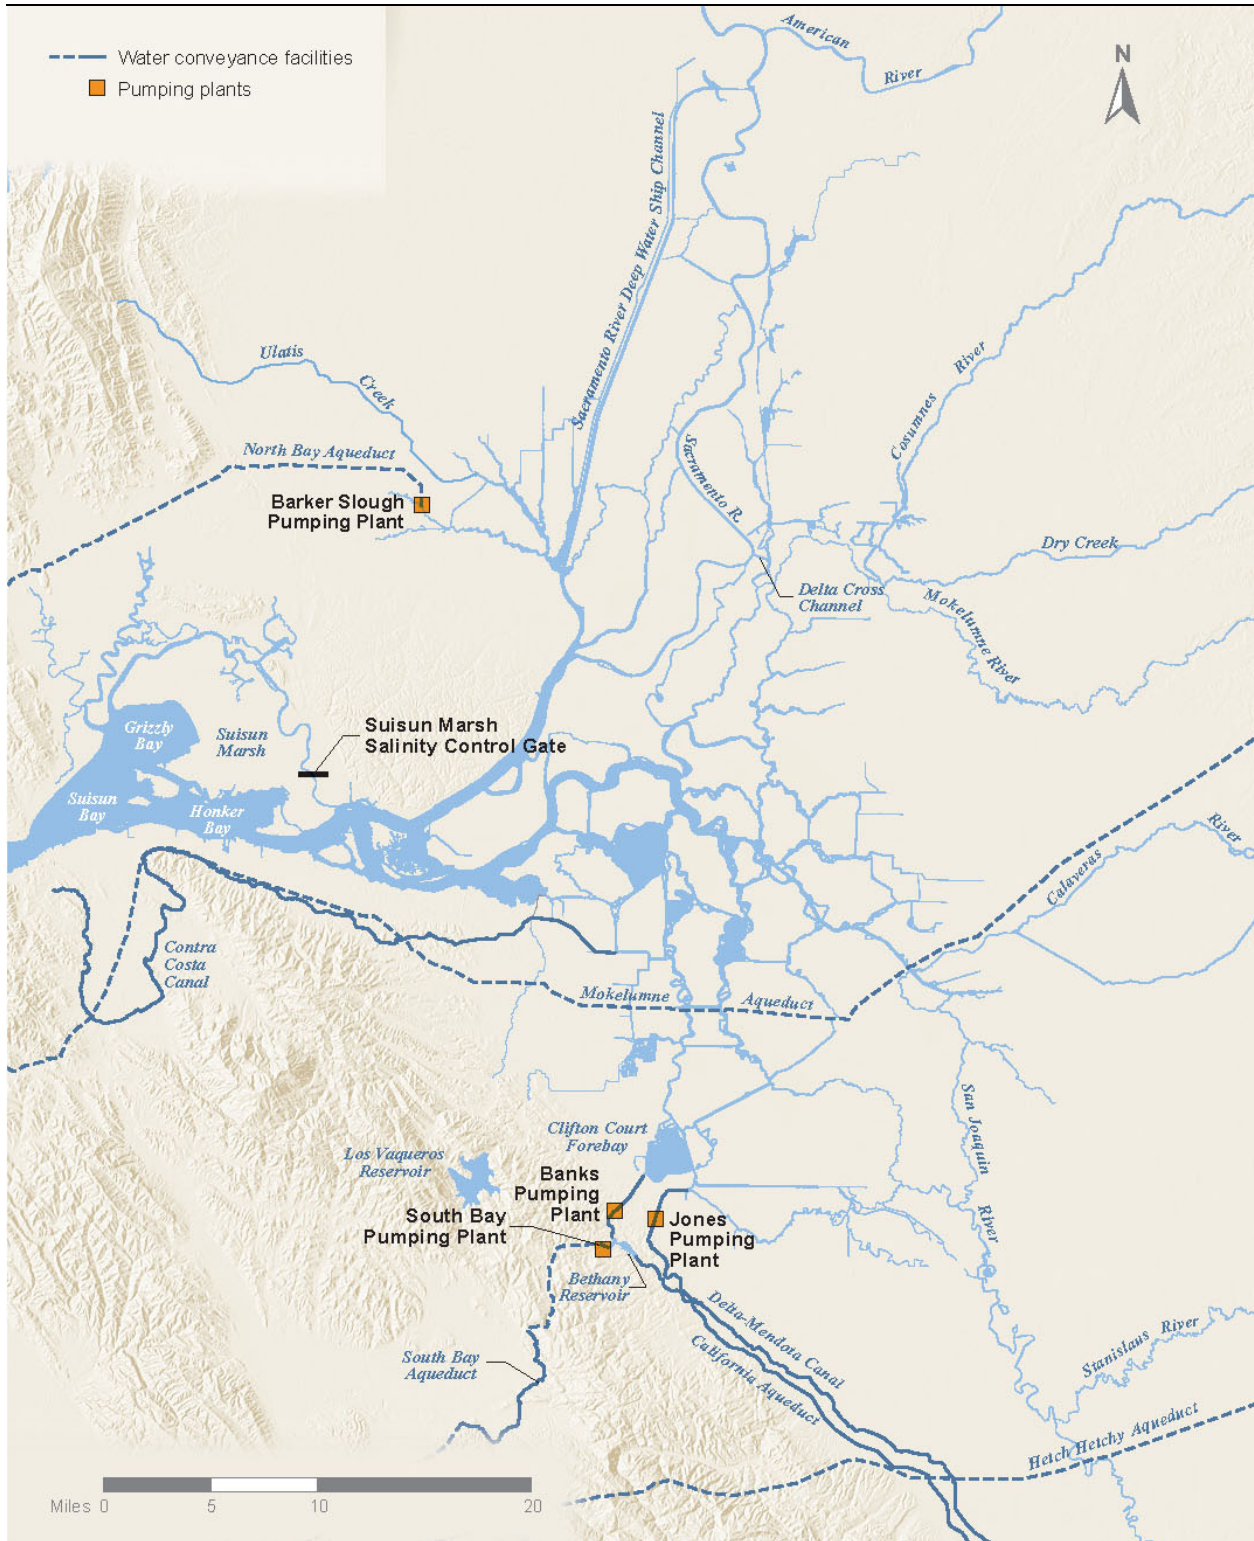 Water conveyance facilities
Pumping plants
American
River
N
Sacramento River Deep Water Ship Channel
Ulatis
Creek
North Bay Aqueduct
Barker Slough
Pumping Plant
Sacramento R.
Cosumnes
River
Dry Creek
Delta Cross
Channel
Mokelumne River
Grizzly
Bay
Suisun
Marsh
Suisun Marsh
Salinity Control Gate
Suisun
Bay
Honker
Bay
Calaveras
River
Contra
Costa
Canal
Mokelumne
Aqueduct
San Joaquin
River
Clifton Court
Forebay
Los Vaqueros
Reservoir
Banks
Pumping
Plant
South Bay
Pumping Plant
Jones
Pumping
Plant
Bethany
Reservoir
Delta-Mendota Canal
California Aqueduct
South Bay
Aqueduct
Stanislaus River
Hetch Hetchy Aqueduct
Miles 0 5 10 20